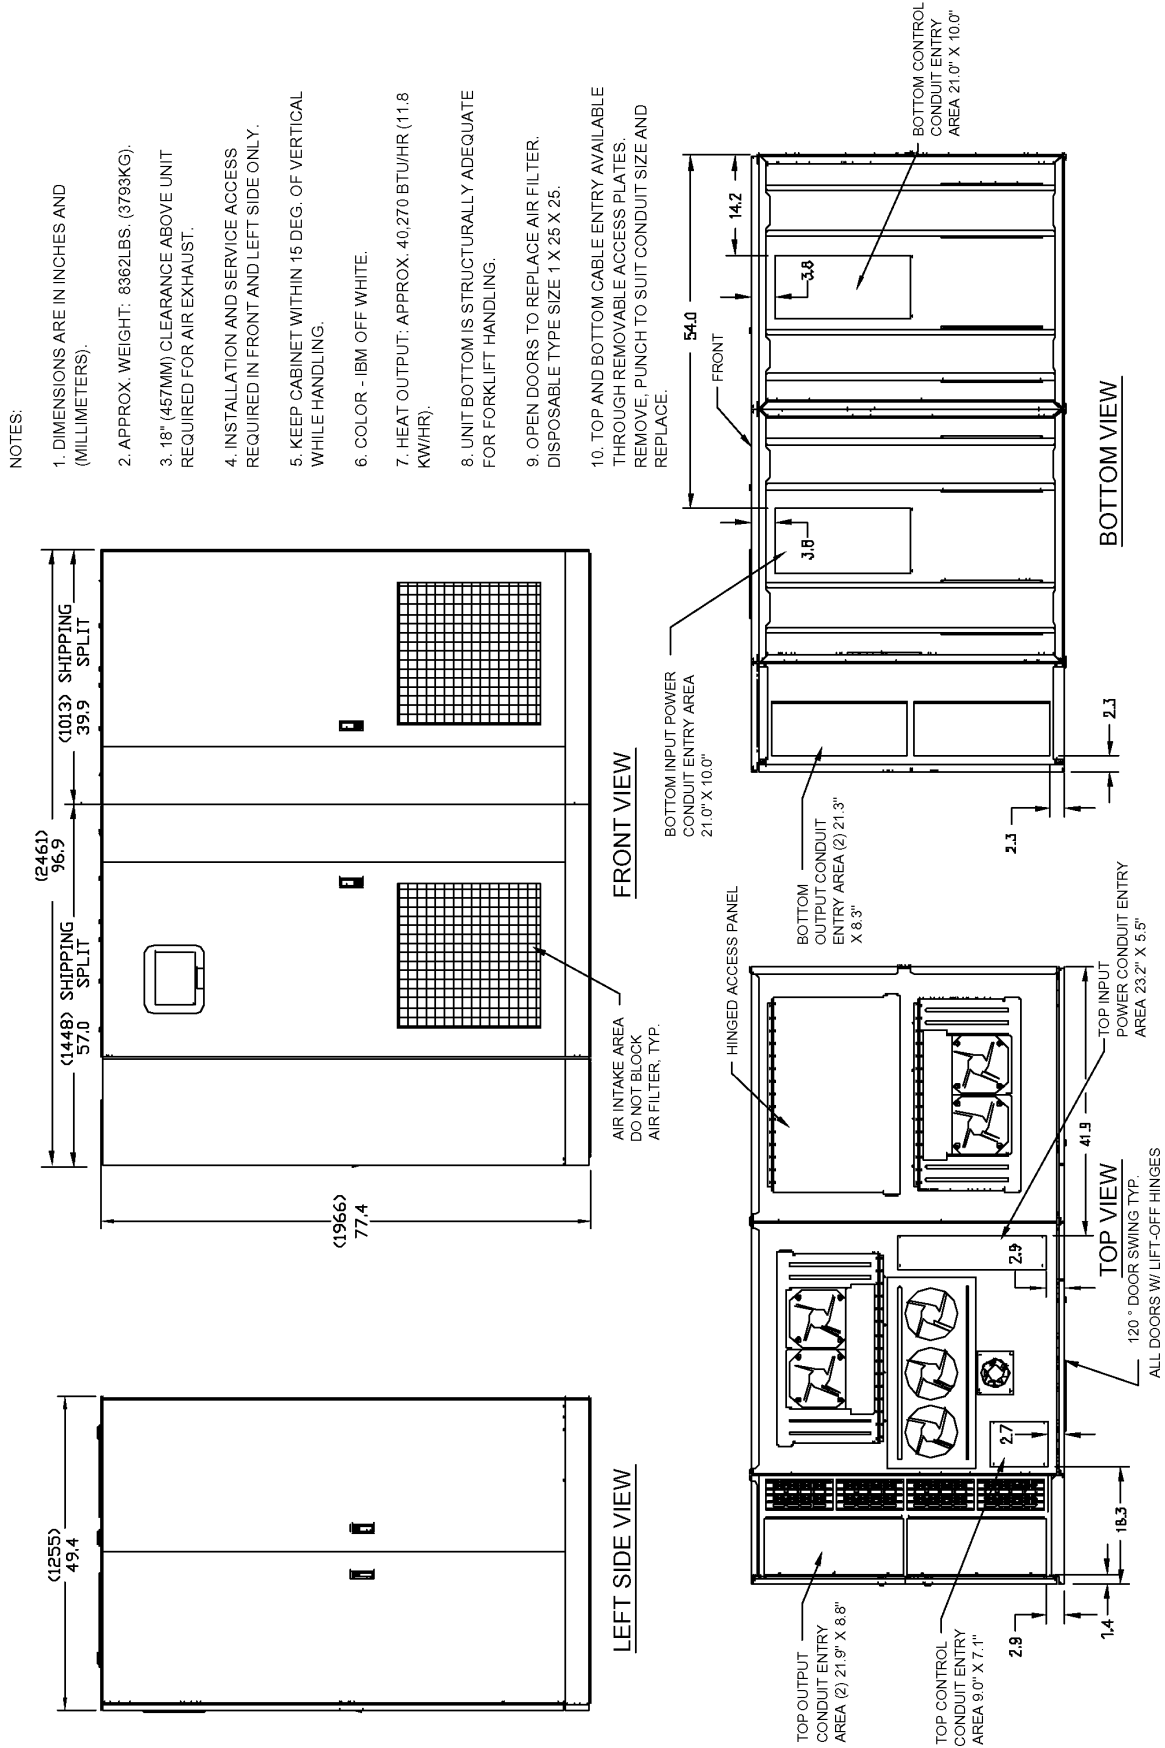 NOTES:
1. DIMENSIONS ARE IN INCHES AND
(MILLIMETERS).
2. APPROX. WEIGHT: 8362LBS. (3793KG).
3. 18" (457MM) CLEARANCE ABOVE UNIT
REQUIRED FOR AIR EXHAUST.
4. INSTALLATION AND SERVICE ACCESS
REQUIRED IN FRONT AND LEFT SIDE ONLY.
5. KEEP CABINET WITHIN 15 DEG. OF VERTICAL
WHILE HANDLING.
6. COLOR - IBM OFF WHITE.
7. HEAT OUTPUT: APPROX. 40,270 BTU/HR (11.8
KW/HR).
8. UNIT BOTTOM IS STRUCTURALLY ADEQUATE
FOR FORKLIFT HANDLING.
9. OPEN DOORS TO REPLACE AIR FILTER.
DISPOSABLE TYPE SIZE 1 X 25 X 25.
10. TOP AND BOTTOM CABLE ENTRY AVAILABLE
THROUGH REMOVABLE ACCESS PLATES.
REMOVE, PUNCH TO SUIT CONDUIT SIZE AND
REPLACE.
(1255)
49.4
LEFT SIDE VIEW
(2461)
96.9
(1448) SHIPPING
57.0 SPLIT
(1013) SHIPPING
39.9 SPLIT
(1966)
77.4
AIR INTAKE AREA
DO NOT BLOCK
AIR FILTER, TYP.
FRONT VIEW
TOP OUTPUT
CONDUIT ENTRY
AREA (2) 21.9" X 8.8"
TOP CONTROL
CONDUIT ENTRY
AREA 9.0" X 7.1"
HINGED ACCESS PANEL
2.9
1.4
18.3
2.7
2.9
41.9
TOP VIEW
120 ° DOOR SWING TYP.
ALL DOORS W/ LIFT-OFF HINGES
TOP INPUT
POWER CONDUIT ENTRY
AREA 23.2" X 5.5"
BOTTOM INPUT POWER
CONDUIT ENTRY AREA
21.0" X 10.0"
BOTTOM
OUTPUT CONDUIT
ENTRY AREA (2) 21.3"
X 8.3"
FRONT
54.0
14.2
3.8
3.8
2.3
2.3
BOTTOM CONTROL
CONDUIT ENTRY
AREA 21.0" X 10.0"
BOTTOM VIEW